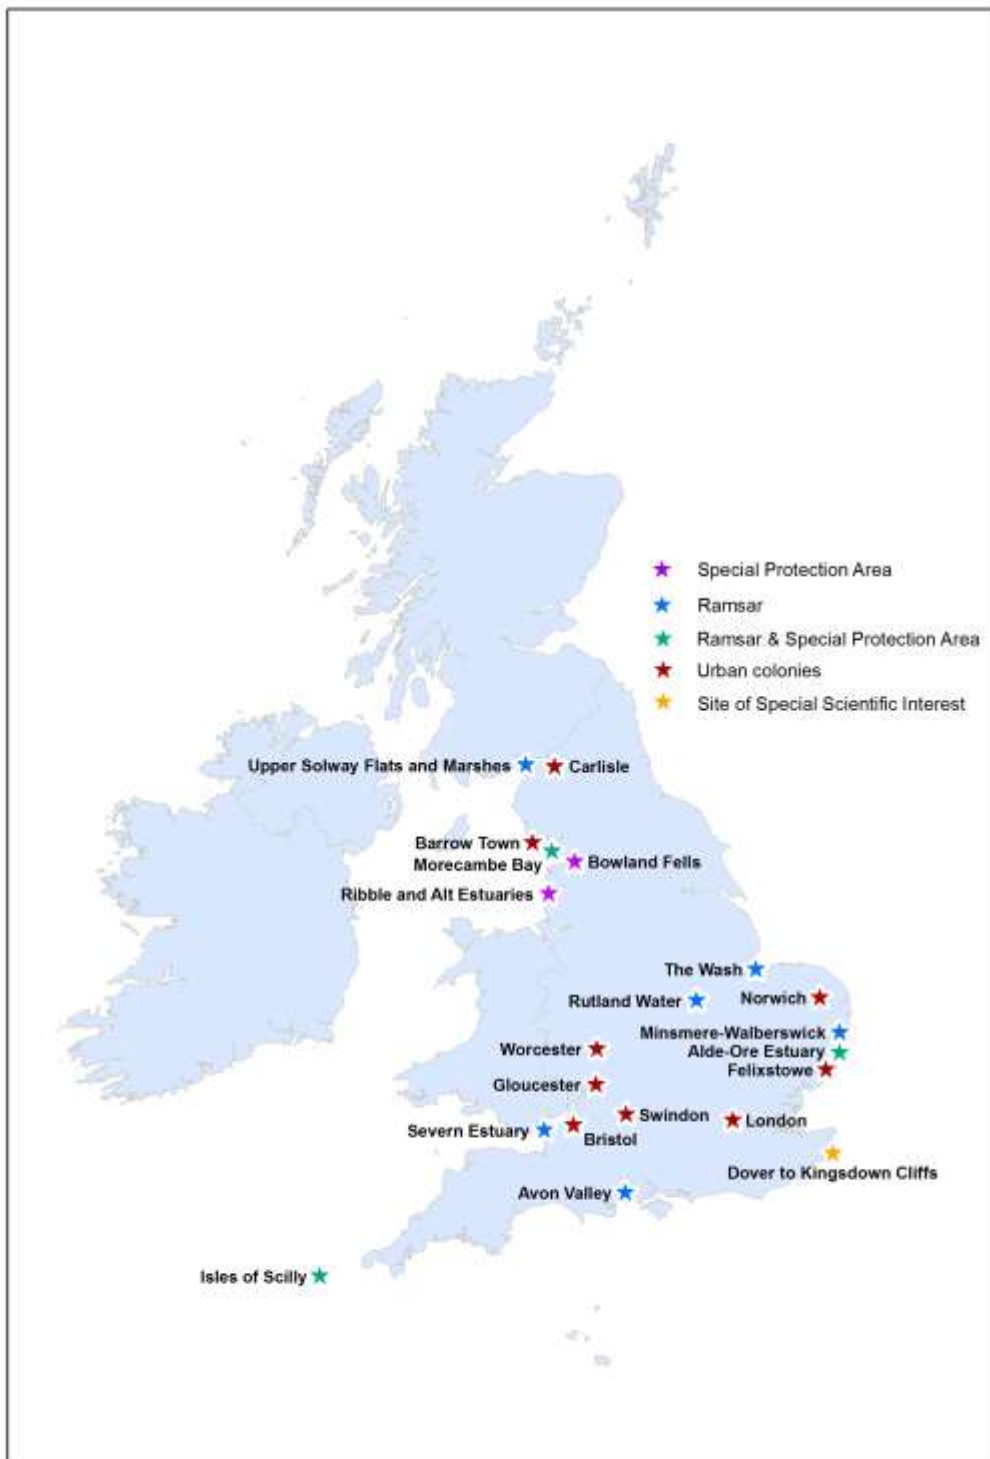 Special Protection Area
Ramsar
Ramsar & Special Protection Area
Urban colonies
Site of Special Scientific Interest
Upper Solway Flats and Marshes
Carlisle
Barrow Town
Morecambe Bay
Bowland Fells
Ribble and Alt Estuaries
The Wash
Rutland Water
Norwich
Minsmere-Walberswick
Alde-Ore Estuary
Felixstowe
Worcester
Gloucester
Swindon
London
Severn Estuary
Bristol
Dover to Kingsdown Cliffs
Avon Valley
Isles of Scilly